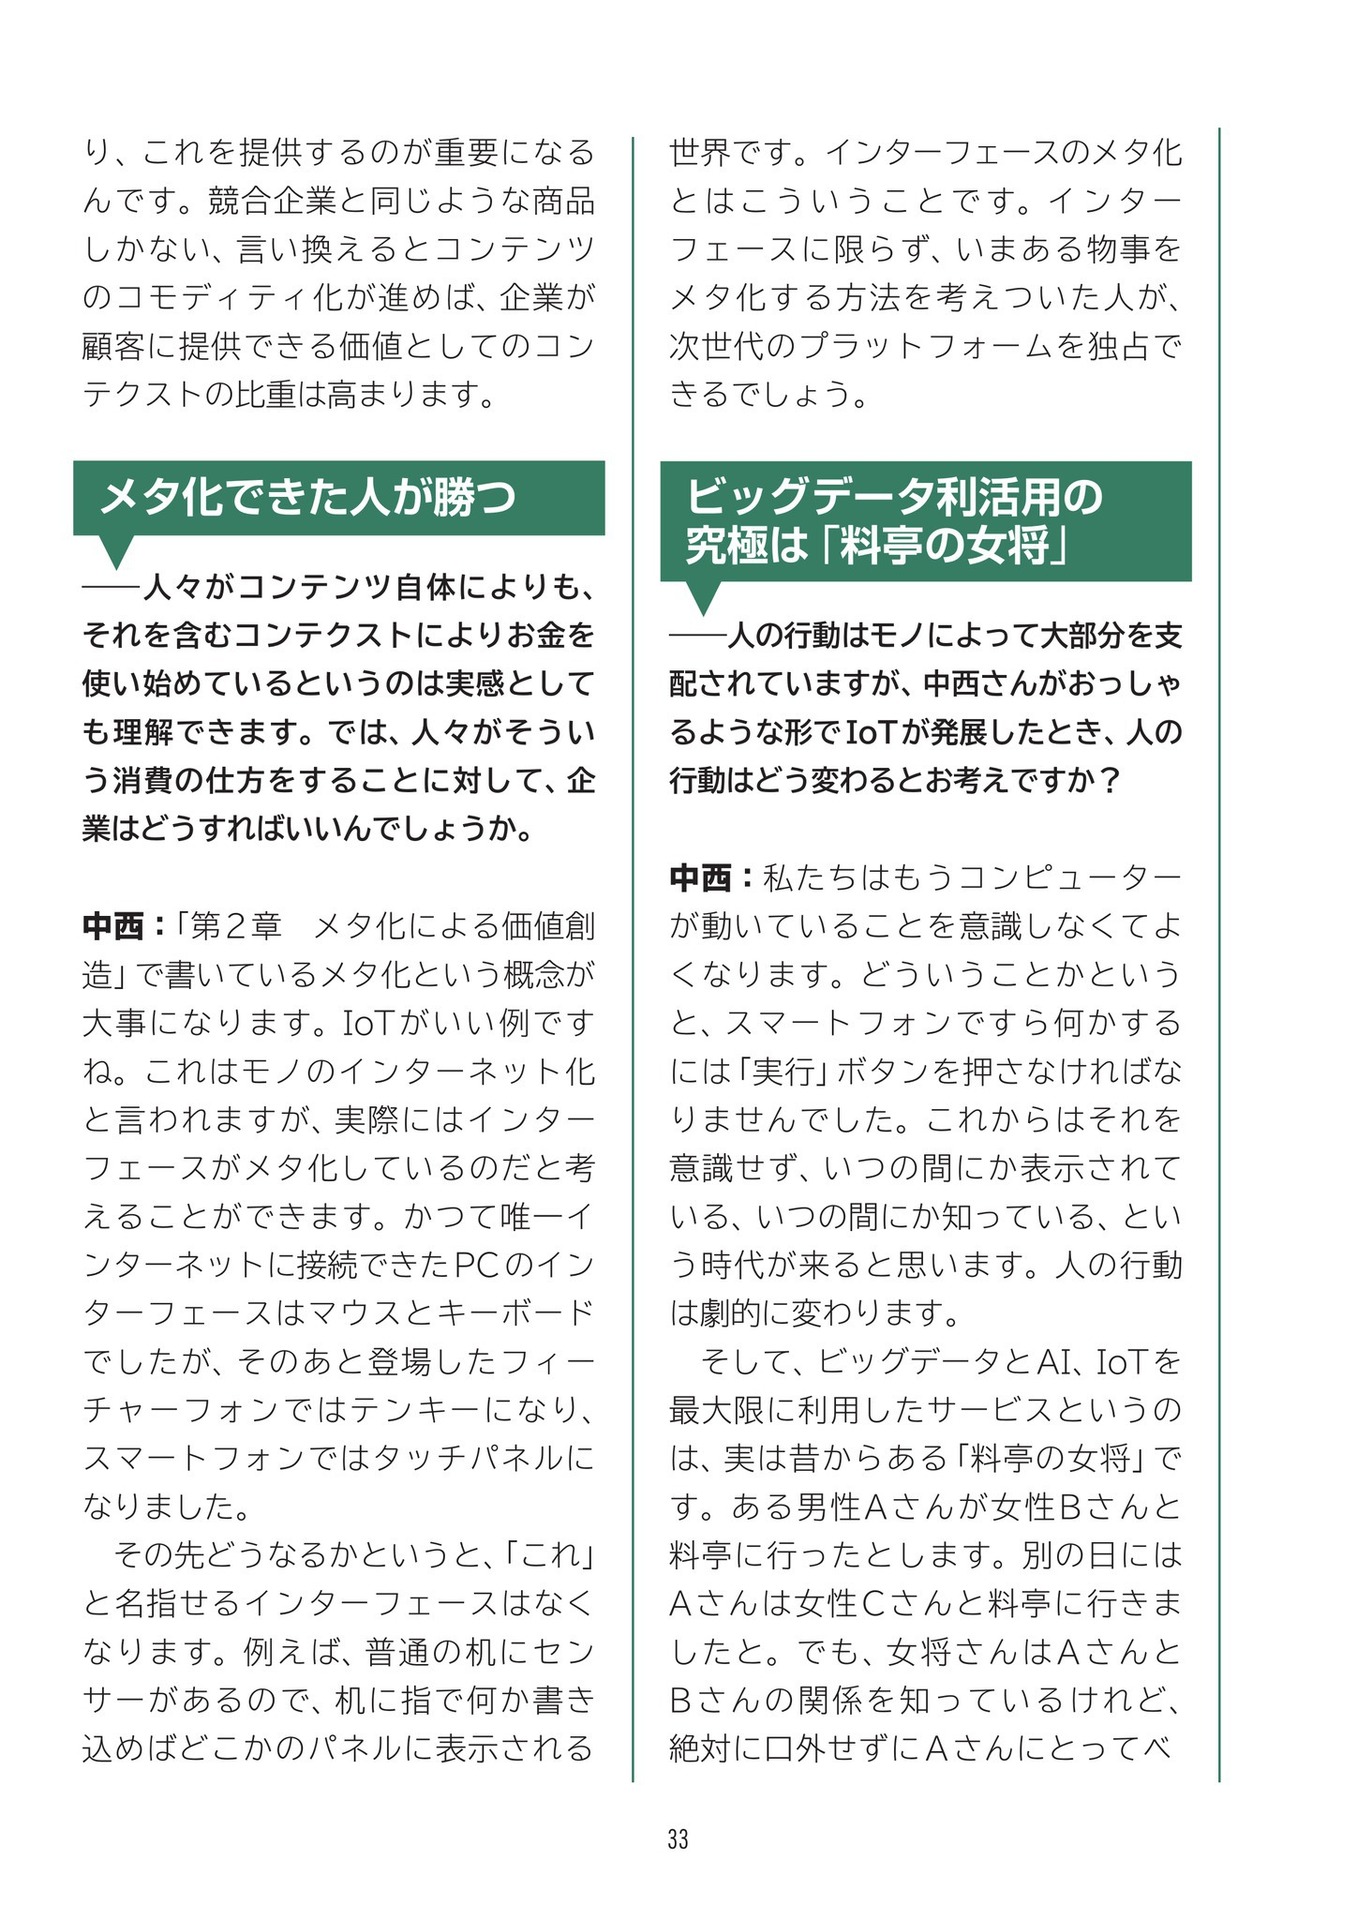 り、これを提供するのが重要になる
んです。競合企業と同じような商品
しかない、言い換えるとコンテンツ
のコモディティ化が進めば、企業が
顧客に提供できる価値としてのコン
テクストの比重は高まります。
メタ化できた人が勝つ
――人々がコンテンツ自体によりも、
それを含むコンテクストによりお金を
使い始めているというのは実感として
も理解できます。では、人々がそうい
う消費の仕方をすることに対して、企
業はどうすればいいんでしょうか。
中西：「第２章　メタ化による価値創
造」で書いているメタ化という概念が
大事になります。IoTがいい例です
ね。これはモノのインターネット化
と言われますが、実際にはインター
フェースがメタ化しているのだと考
えることができます。かつて唯一イ
ンターネットに接続できたPCのイン
ターフェースはマウスとキーボード
でしたが、そのあと登場したフィー
チャーフォンではテンキーになり、
スマートフォンではタッチパネルに
なりました。
　その先どうなるかというと、「これ」
と名指せるインターフェースはなく
なります。例えば、普通の机にセン
サーがあるので、机に指で何か書き
込めばどこかのパネルに表示される
世界です。インターフェースのメタ化
とはこういうことです。インター
フェースに限らず、いまある物事を
メタ化する方法を考えついた人が、
次世代のプラットフォームを独占で
きるでしょう。
ビッグデータ利活用の
究極は「料亭の女将」
――人の行動はモノによって大部分を支
配されていますが、中西さんがおっしゃ
るような形でIoTが発展したとき、人の
行動はどう変わるとお考えですか？
中西：私たちはもうコンピューター
が動いていることを意識しなくてよ
くなります。どういうことかという
と、スマートフォンですら何かする
には「実行」ボタンを押さなければな
りませんでした。これからはそれを
意識せず、いつの間にか表示されて
いる、いつの間にか知っている、とい
う時代が来ると思います。人の行動
は劇的に変わります。
　そして、ビッグデータとAI、IoTを
最大限に利用したサービスというの
は、実は昔からある「料亭の女将」で
す。ある男性Aさんが女性Bさんと
料亭に行ったとします。別の日には
Aさんは女性Cさんと料亭に行きま
したと。でも、女将さんはAさんと
Bさんの関係を知っているけれど、
絶対に口外せずにAさんにとってベ
33